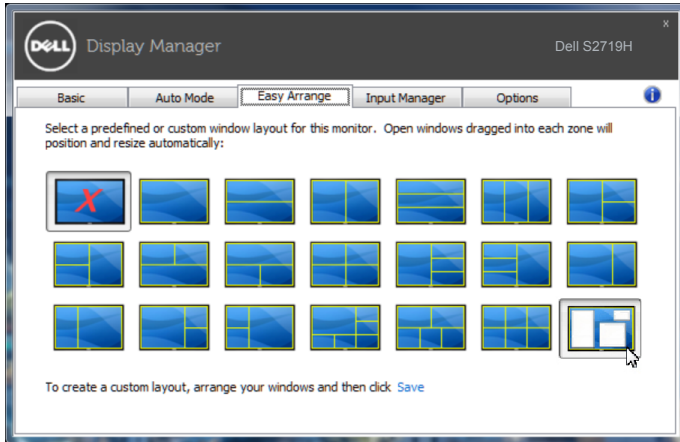 DELL Display Manager
x
Dell S2719H
Basic Auto Mode Easy Arrange Input Manager Options
Select a predefined or custom window layout for this monitor. Open windows dragged into each zone will
position and resize automatically:
X
To create a custom layout, arrange your windows and then click Save